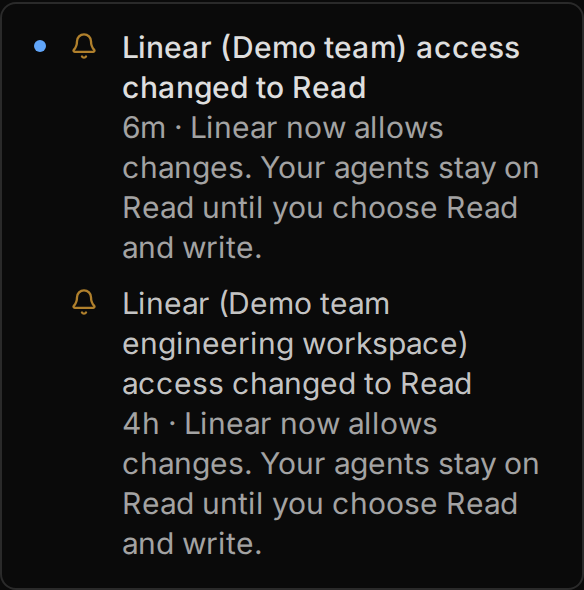 Linear (Demo team) access
changed to Read
6m · Linear now allows
changes. Your agents stay on
Read until you choose Read
and write.
Linear (Demo team
engineering workspace)
access changed to Read
4h · Linear now allows
changes. Your agents stay on
Read until you choose Read
and write.